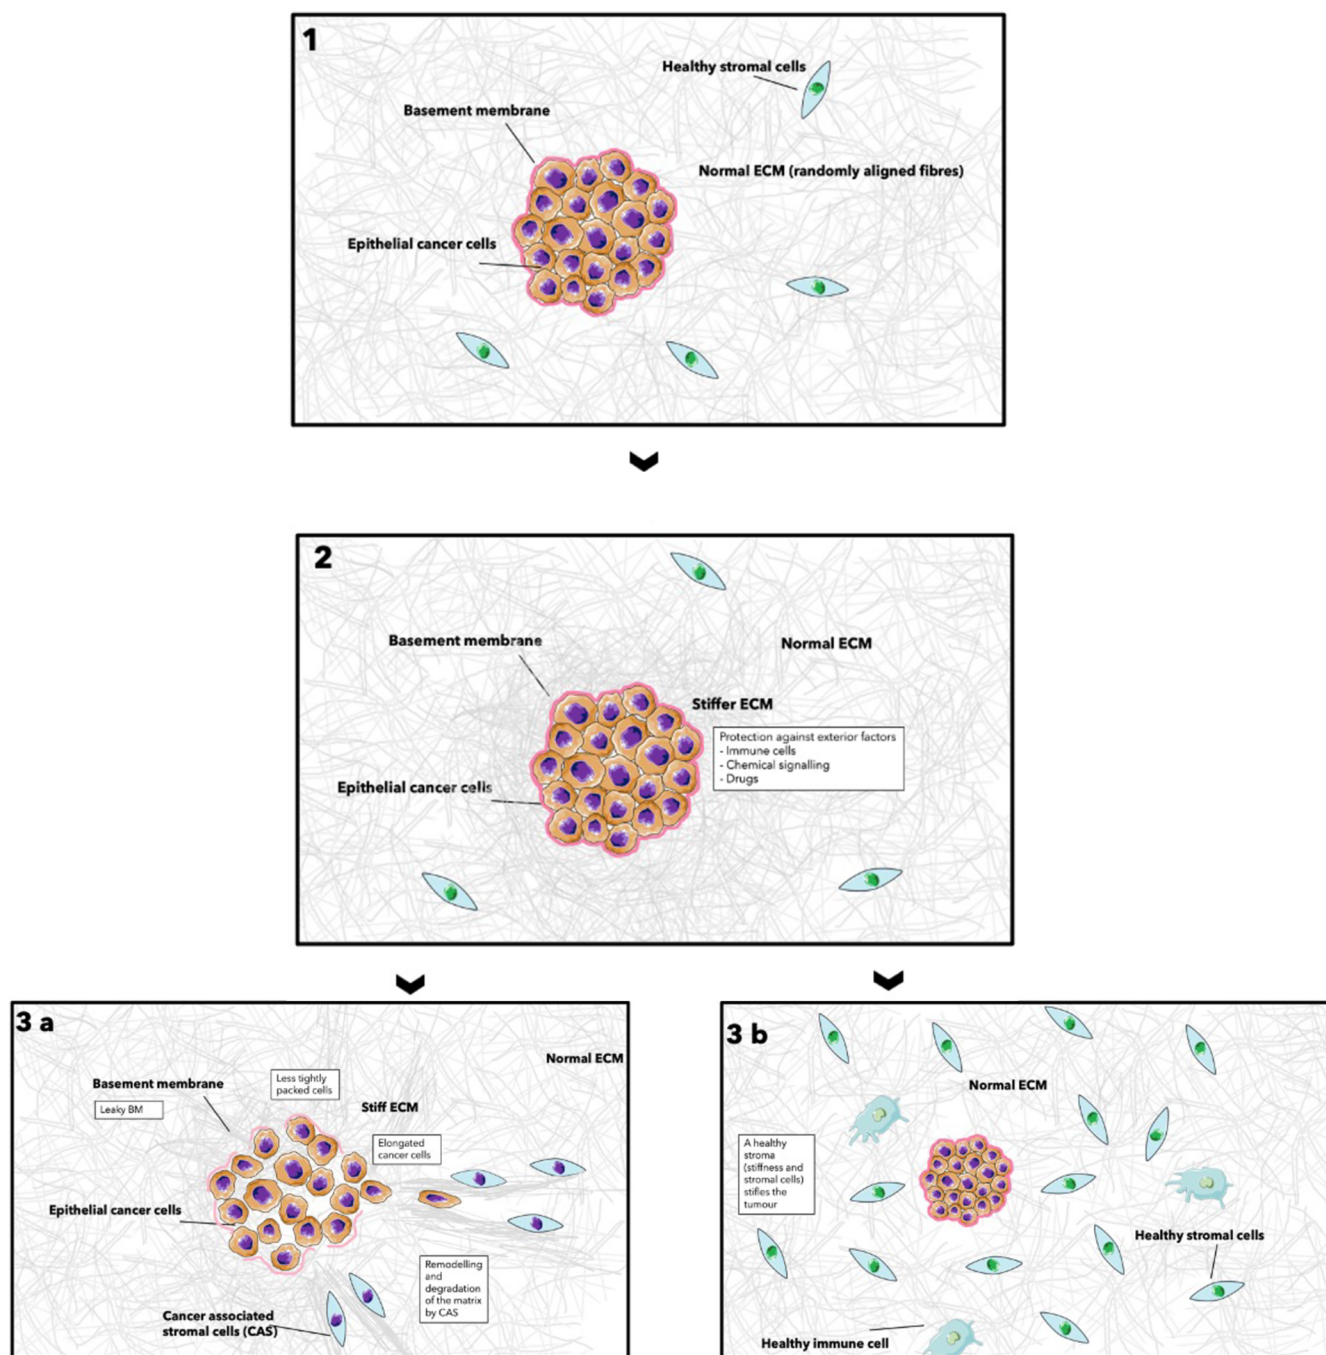 1
Healthy stromal cells
Basement membrane
Normal ECM (randomly aligned fibres)
Epithelial cancer cells
2
Basement membrane
Normal ECM
Stiffer ECM
Protection against exterior factors
- Immune cells
- Chemical signalling
- Drugs
Epithelial cancer cells
3 a
Normal ECM
Basement membrane
Less tightly
packed cells
Leaky BM
Stiff ECM
Elongated
cancer cells
Epithelial cancer cells
Remodelling
and
degradation
of the matrix
by CAS
Cancer associated
stromal cells (CAS)
3 b
Normal ECM
A healthy
stroma
(stiffness and
stromal cells)
stifles the
tumour
Healthy stromal cells
Healthy immune cell